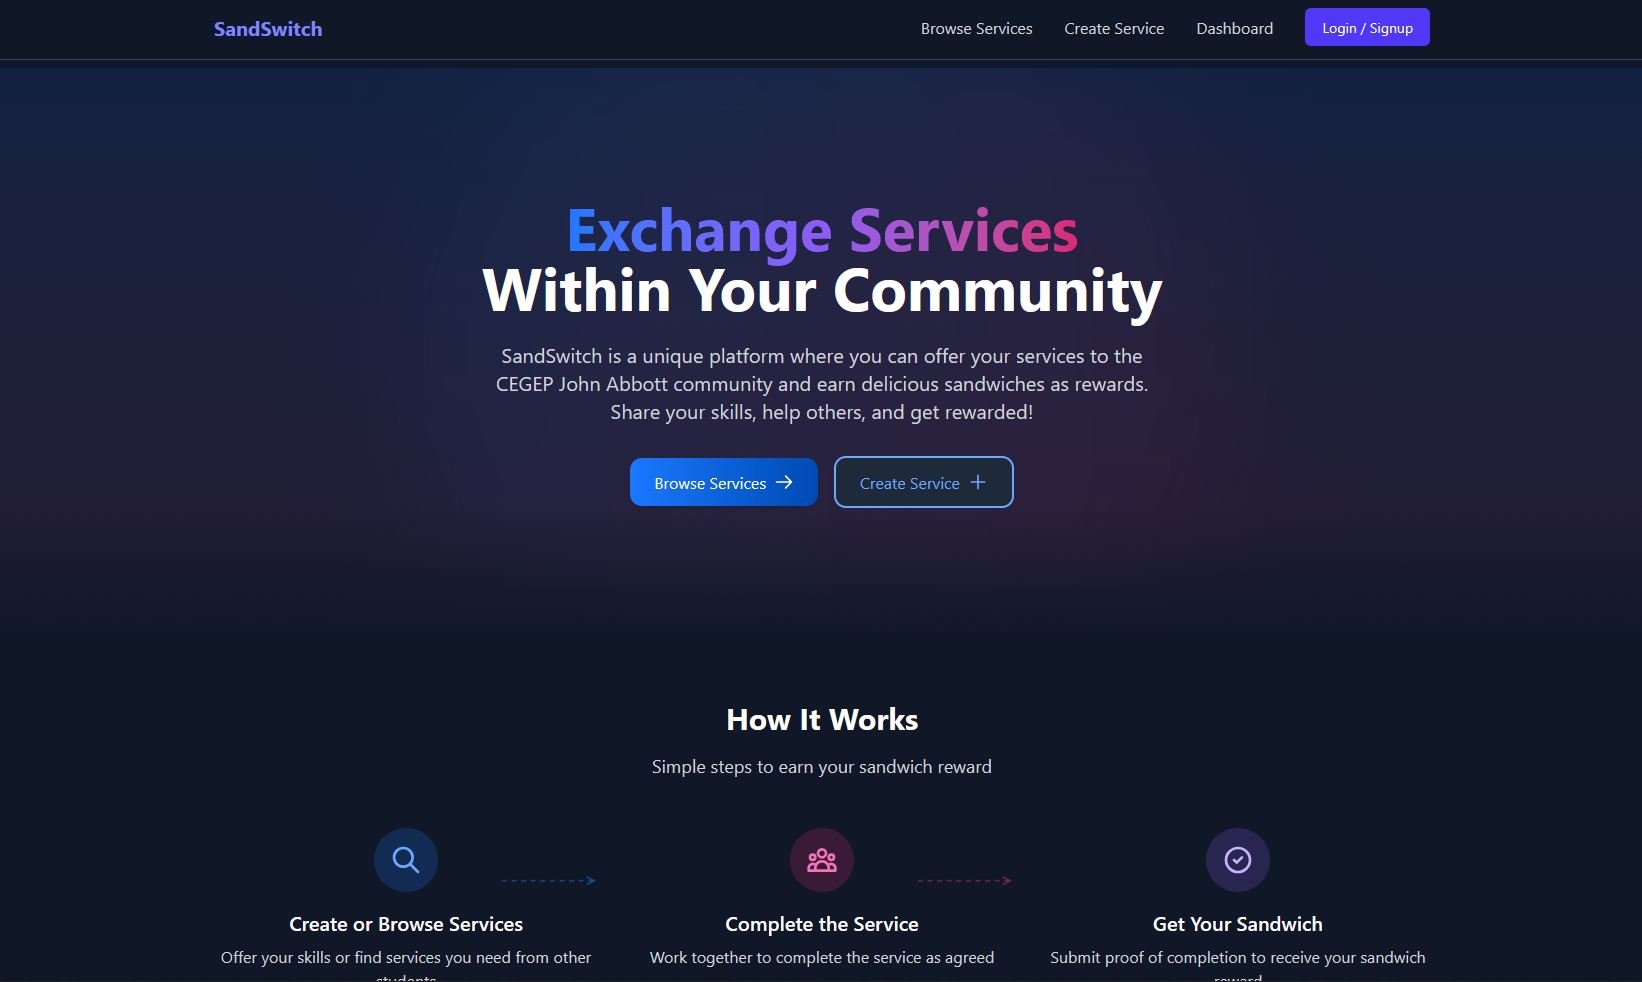 SandSwitch
Browse Services
Create Service
Dashboard
Login / Signup
Exchange Services
Within Your Community
SandSwitch is a unique platform where you can offer your services to the
CEGEP John Abbott community and earn delicious sandwiches as rewards.
Share your skills, help others, and get rewarded!
Browse Services
Create Service
How It Works
Simple steps to earn your sandwich reward
Create or Browse Services
Offer your skills or find services you need from other
students
Complete the Service
Work together to complete the service as agreed
Get Your Sandwich
Submit proof of completion to receive your sandwich
reward